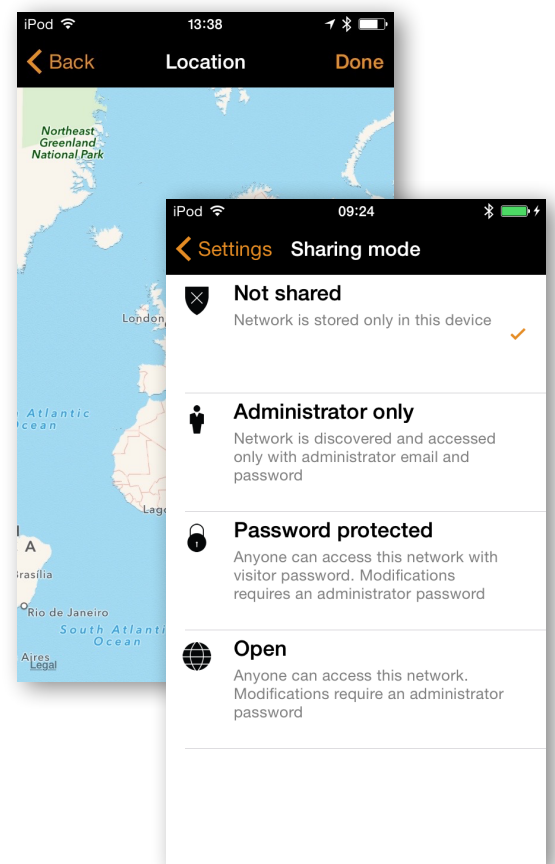 iPod 13:38
Back Location Done
Northeast
Greenland
National Park
London
Atlantic
Ocean
Lago
A
Brasília
Rio de Janeiro
South Atlanti
Ocean
Aires
Legal
iPod 09:24
Settings Sharing mode
Not shared
Network is stored only in this device
Administrator only
Network is discovered and accessed
only with administrator email and
password
Password protected
Anyone can access this network with
visitor password. Modifications
requires an administrator password
Open
Anyone can access this network.
Modifications require an administrator
password